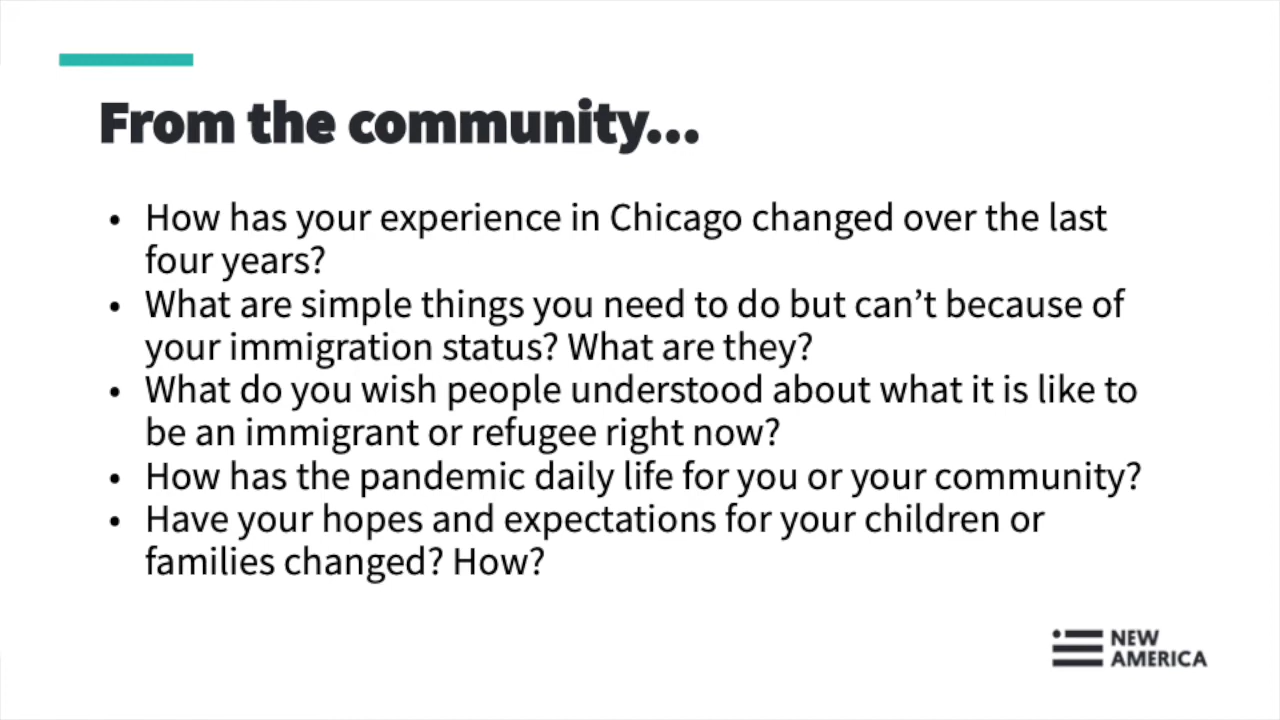 From the community...
• How has your experience in Chicago changed over the last
four years?
• What are simple things you need to do but can’t because of
your immigration status? What are they?
• What do you wish people understood about what it is like to
be an immigrant or refugee right now?
• How has the pandemic daily life for you or your community?
• Have your hopes and expectations for your children or
families changed? How?
NEW
AMERICA